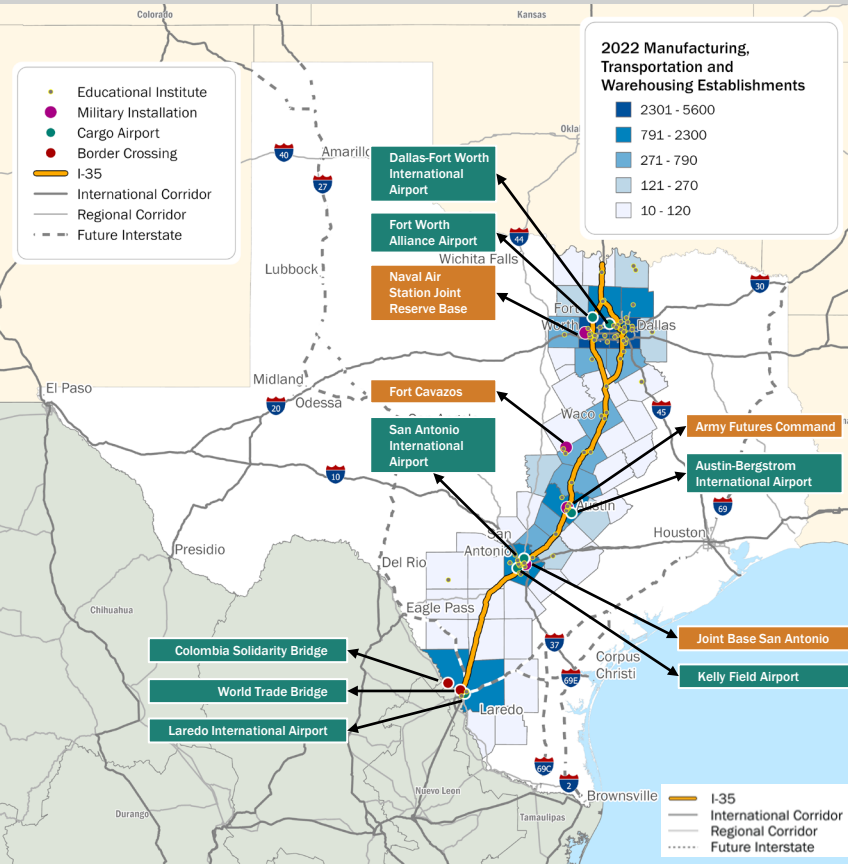 Colorado
Kansas
Educational Institute
Military Installation
Cargo Airport
Border Crossing
I-35
International Corridor
Regional Corridor
Future Interstate
2022 Manufacturing,
Transportation and
Warehousing Establishments
2301 - 5600
791 - 2300
271 - 790
121 - 270
10 - 120
40
Amarillo
27
Dallas-Fort Worth
International
Airport
Fort Worth
Alliance Airport
44
Wichita Falls
Lubbock
Naval Air
Station Joint
Reserve Base
30
Fort
Worth
Dallas
El Paso
Midland
Odessa
20
Fort Cavazos
Waco
45
San Antonio
International
Airport
Army Futures Command
Austin-Bergstrom
International Airport
10
Austin
69
Presidio
San
Antonio
Houston
Del Rio
Chihuahua
Eagle Pass
Joint Base San Antonio
37
Colombia Solidarity Bridge
Corpus
Christi
69E
Kelly Field Airport
World Trade Bridge
Laredo
Laredo International Airport
69C
2
Nuevo Leon
Brownsville
Durango
Tamaulipas
I-35
International Corridor
Regional Corridor
Future Interstate